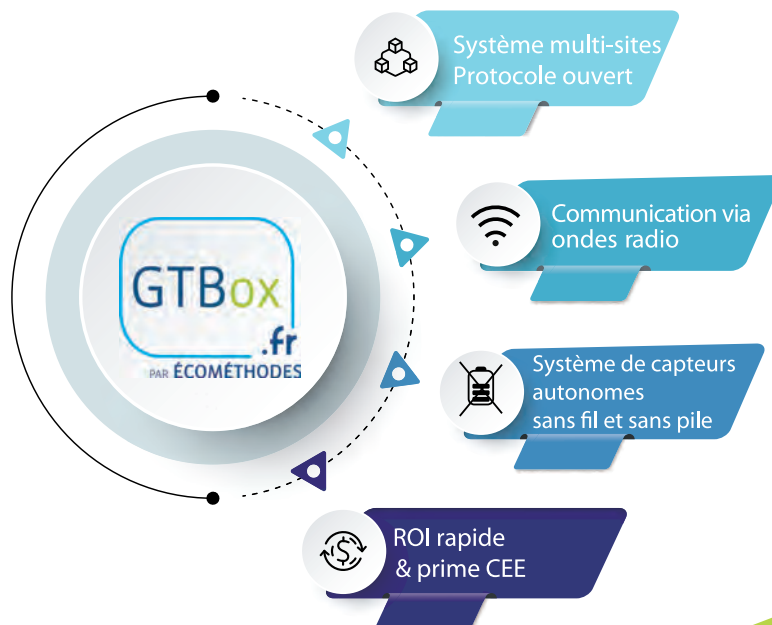 Système multi-sites
Protocole ouvert
Communication via
ondes radio
GTBox
.fr
PAR ÉCOMÉTHODES
Système de capteurs
autonomes
sans fil et sans pile
ROI rapide
& prime CEE